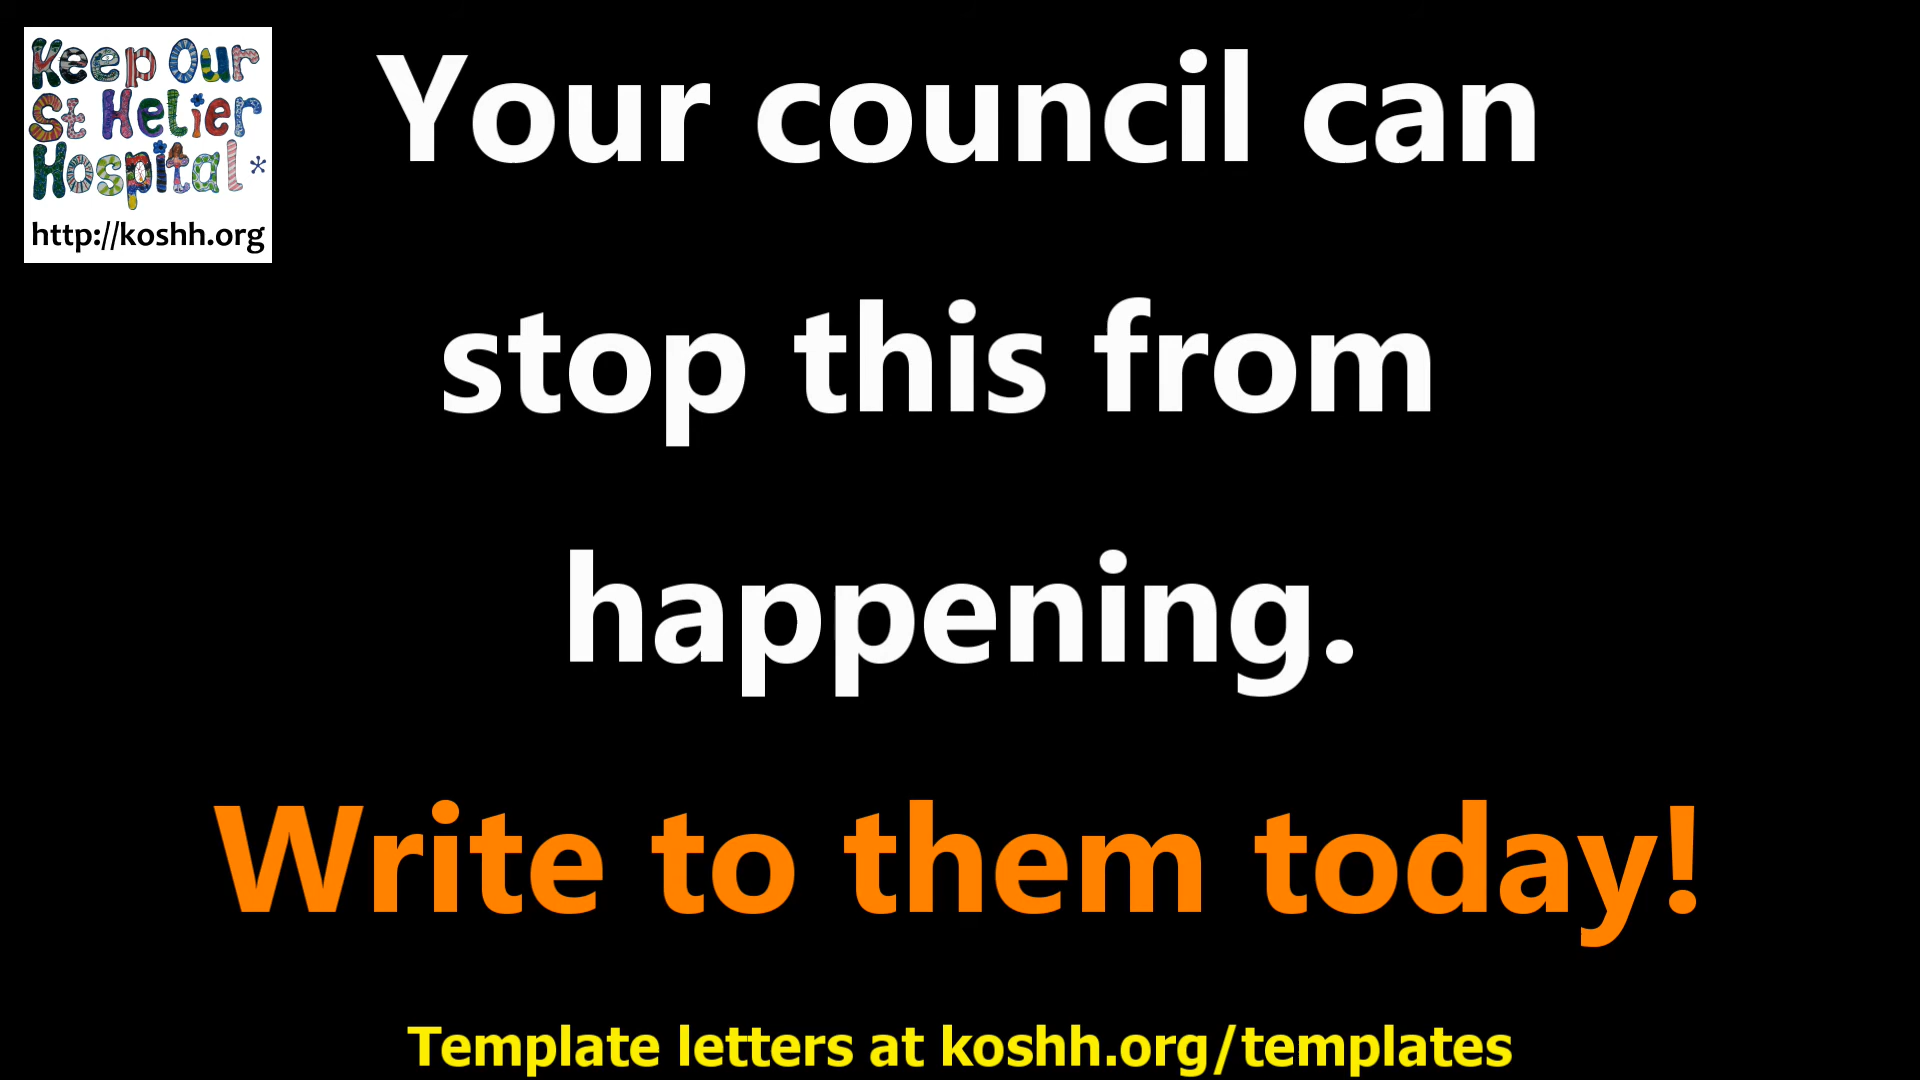 Keep Our
St Helier
Hospital*
http://koshh.org
Your council can
stop this from
happening.
Write to them today!
Template letters at koshh.org/templates